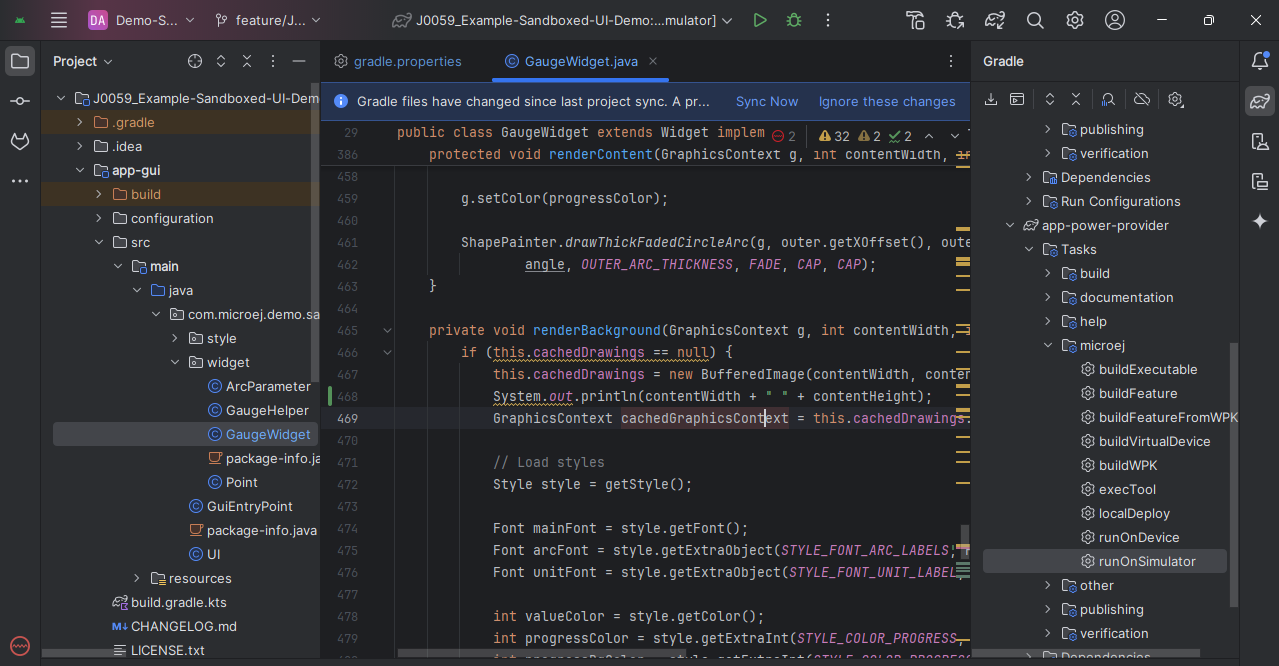 DA Demo-S... feature/J... J0059_Example-Sandboxed-UI-Demo:...mulator]
Project
J0059_Example-Sandboxed-UI-Dem
.gradle
.idea
app-gui
build
configuration
src
main
java
com.microej.demo.sa
style
widget
ArcParameter
GaugeHelper
GaugeWidget
package-info.ja
Point
GuiEntryPoint
package-info.java
UI
resources
build.gradle.kts
M↓ CHANGELOG.md
LICENSE.txt
gradle.properties GaugeWidget.java
Gradle files have changed since last project sync. A pr... Sync Now Ignore these changes
29 public class GaugeWidget extends Widget implem 2 32 2 2
386 protected void renderContent(GraphicsContext g, int contentWidth, in
458
459 g.setColor(progressColor);
460
461 ShapePainter.drawThickFadedCircleArc(g, outer.getXOffset(), oute
462 angle, OUTER_ARC_THICKNESS, FADE, CAP, CAP);
463 }
464
465 private void renderBackground(GraphicsContext g, int contentWidth,
466 if (this.cachedDrawings == null) {
467 this.cachedDrawings = new BufferedImage(contentWidth, conten
468 System.out.println(contentWidth + " " + contentHeight);
469 GraphicsContext cachedGraphicsContext = this.cachedDrawings.
470
471 // Load styles
472 Style style = getStyle();
473
474 Font mainFont = style.getFont();
475 Font arcFont = style.getExtraObject(STYLE_FONT_ARC_LABELS,
476 Font unitFont = style.getExtraObject(STYLE_FONT_UNIT_LABEL
477
478 int valueColor = style.getColor();
479 int progressColor = style.getExtraInt(STYLE_COLOR_PROGRESS,
Gradle
publishing
verification
Dependencies
Run Configurations
app-power-provider
Tasks
build
documentation
help
microej
buildExecutable
buildFeature
buildFeatureFromWPK
buildVirtualDevice
buildWPK
execTool
localDeploy
runOnDevice
runOnSimulator
other
publishing
verification
Dependencies